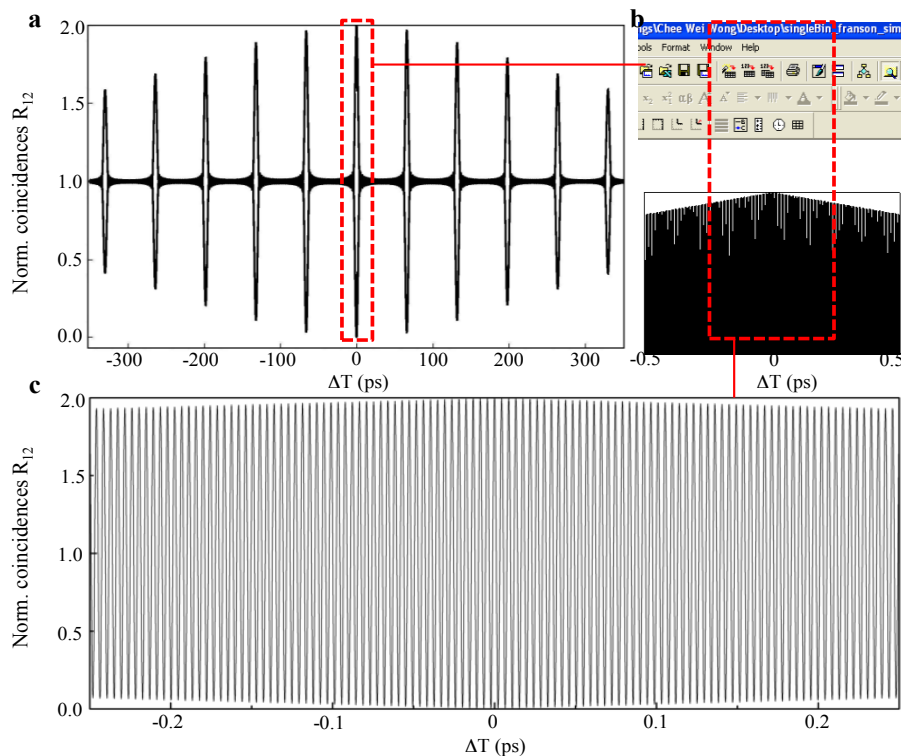 a
Norm. coincidences R12
2.0
1.5
1.0
0.5
0.0
-300 -200 -100 0 100 200 300
ΔT (ps)
b
ngs\Chee Wei Wong\Desktop\singleBin_franson_sim
ools Format Window Help
-0.5 0 0.5
ΔT (ps)
c
Norm. coincidences R12
2.0
1.5
1.0
0.5
0.0
-0.2 -0.1 0 0.1 0.2
ΔT (ps)